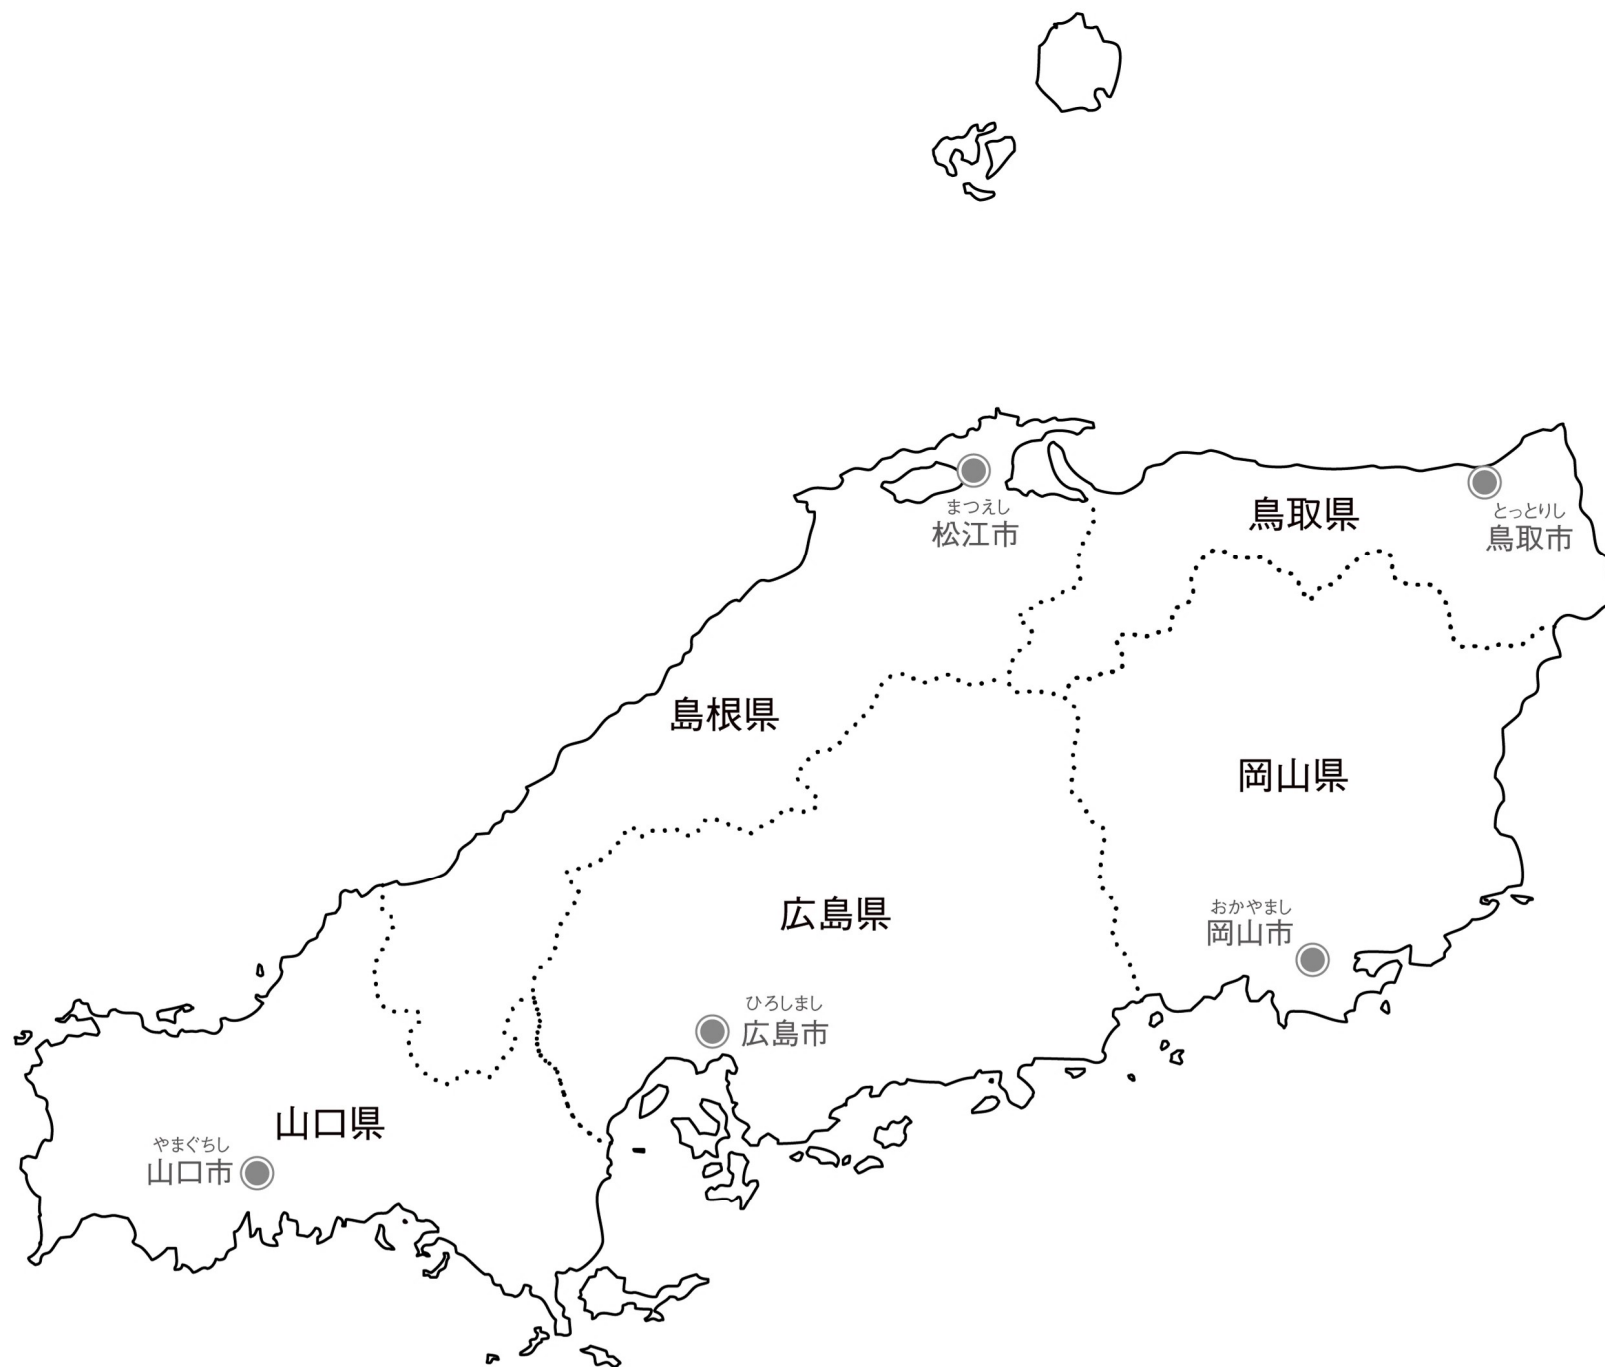 まつえし
松江市
鳥取県
とっとりし
鳥取市
島根県
岡山県
広島県
おかやまし
岡山市
ひろしまし
広島市
山口県
やまぐちし
山口市